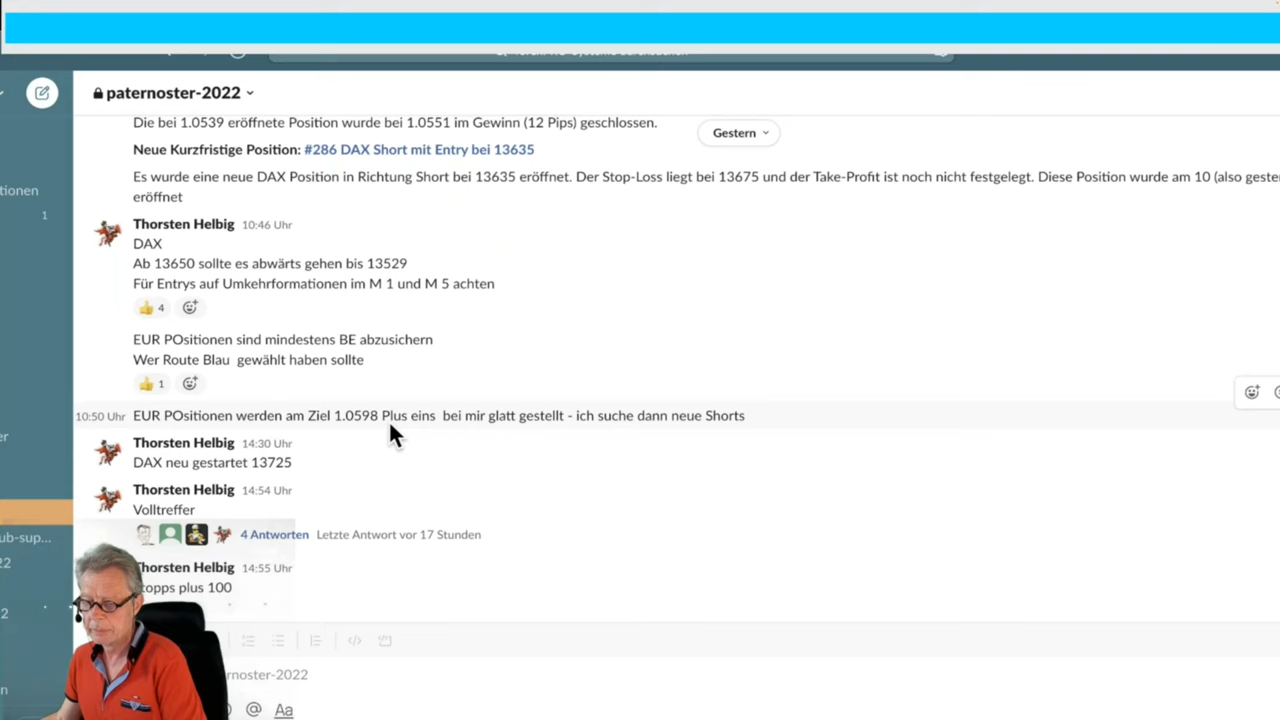 paternoster-2022
Die bei 1.0539 eröffnete Position wurde bei 1.0551 im Gewinn (12 Pips) geschlossen.
Gestern
Neue Kurzfristige Position: #286 DAX Short mit Entry bei 13635
Es wurde eine neue DAX Position in Richtung Short bei 13635 eröffnet. Der Stop-Loss liegt bei 13675 und der Take-Profit ist noch nicht festgelegt. Diese Position wurde am 10 (also geste
eröffnet
tionen
1
Thorsten Helbig 10:46 Uhr
DAX
Ab 13650 sollte es abwärts gehen bis 13529
Für Entrys auf Umkehrformationen im M 1 und M 5 achten
4
EUR POsitionen sind mindestens BE abzusichern
Wer Route Blau gewählt haben sollte
1
10:50 Uhr EUR POsitionen werden am Ziel 1.0598 Plus eins bei mir glatt gestellt - ich suche dann neue Shorts
er
Thorsten Helbig 14:30 Uhr
DAX neu gestartet 13725
Thorsten Helbig 14:54 Uhr
Volltreffer
4 Antworten Letzte Antwort vor 17 Stunden
ub-sup...
22
Thorsten Helbig 14:55 Uhr
topps plus 100
2
rnoster-2022
n
@ Aa